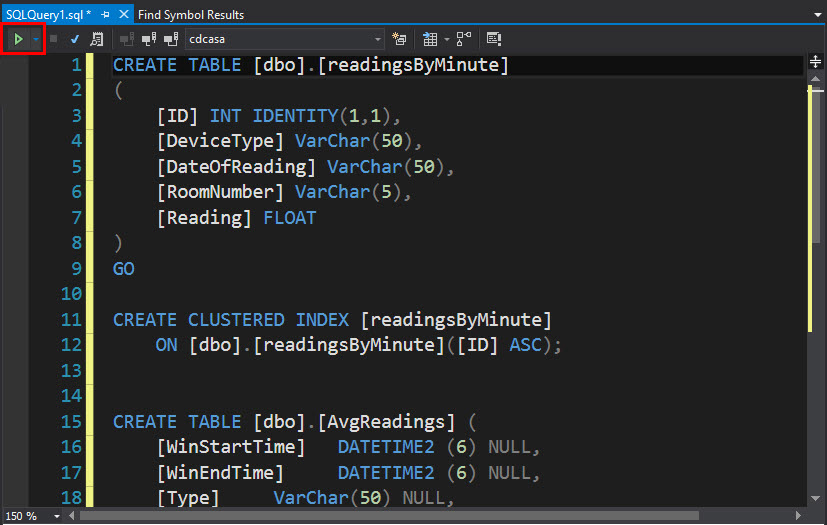 SQLQuery1.sql * Find Symbol Results
cdcasa
1 CREATE TABLE [dbo].[readingsByMinute]
2 (
3     [ID] INT IDENTITY(1,1),
4     [DeviceType] VarChar(50),
5     [DateOfReading] VarChar(50),
6     [RoomNumber] VarChar(5),
7     [Reading] FLOAT
8 )
9 GO
10
11 CREATE CLUSTERED INDEX [readingsByMinute]
12     ON [dbo].[readingsByMinute]([ID] ASC);
13
14
15 CREATE TABLE [dbo].[AvgReadings] (
16     [WinStartTime]   DATETIME2 (6) NULL,
17     [WinEndTime]     DATETIME2 (6) NULL,
18     [Type]     VarChar(50) NULL,
150 %